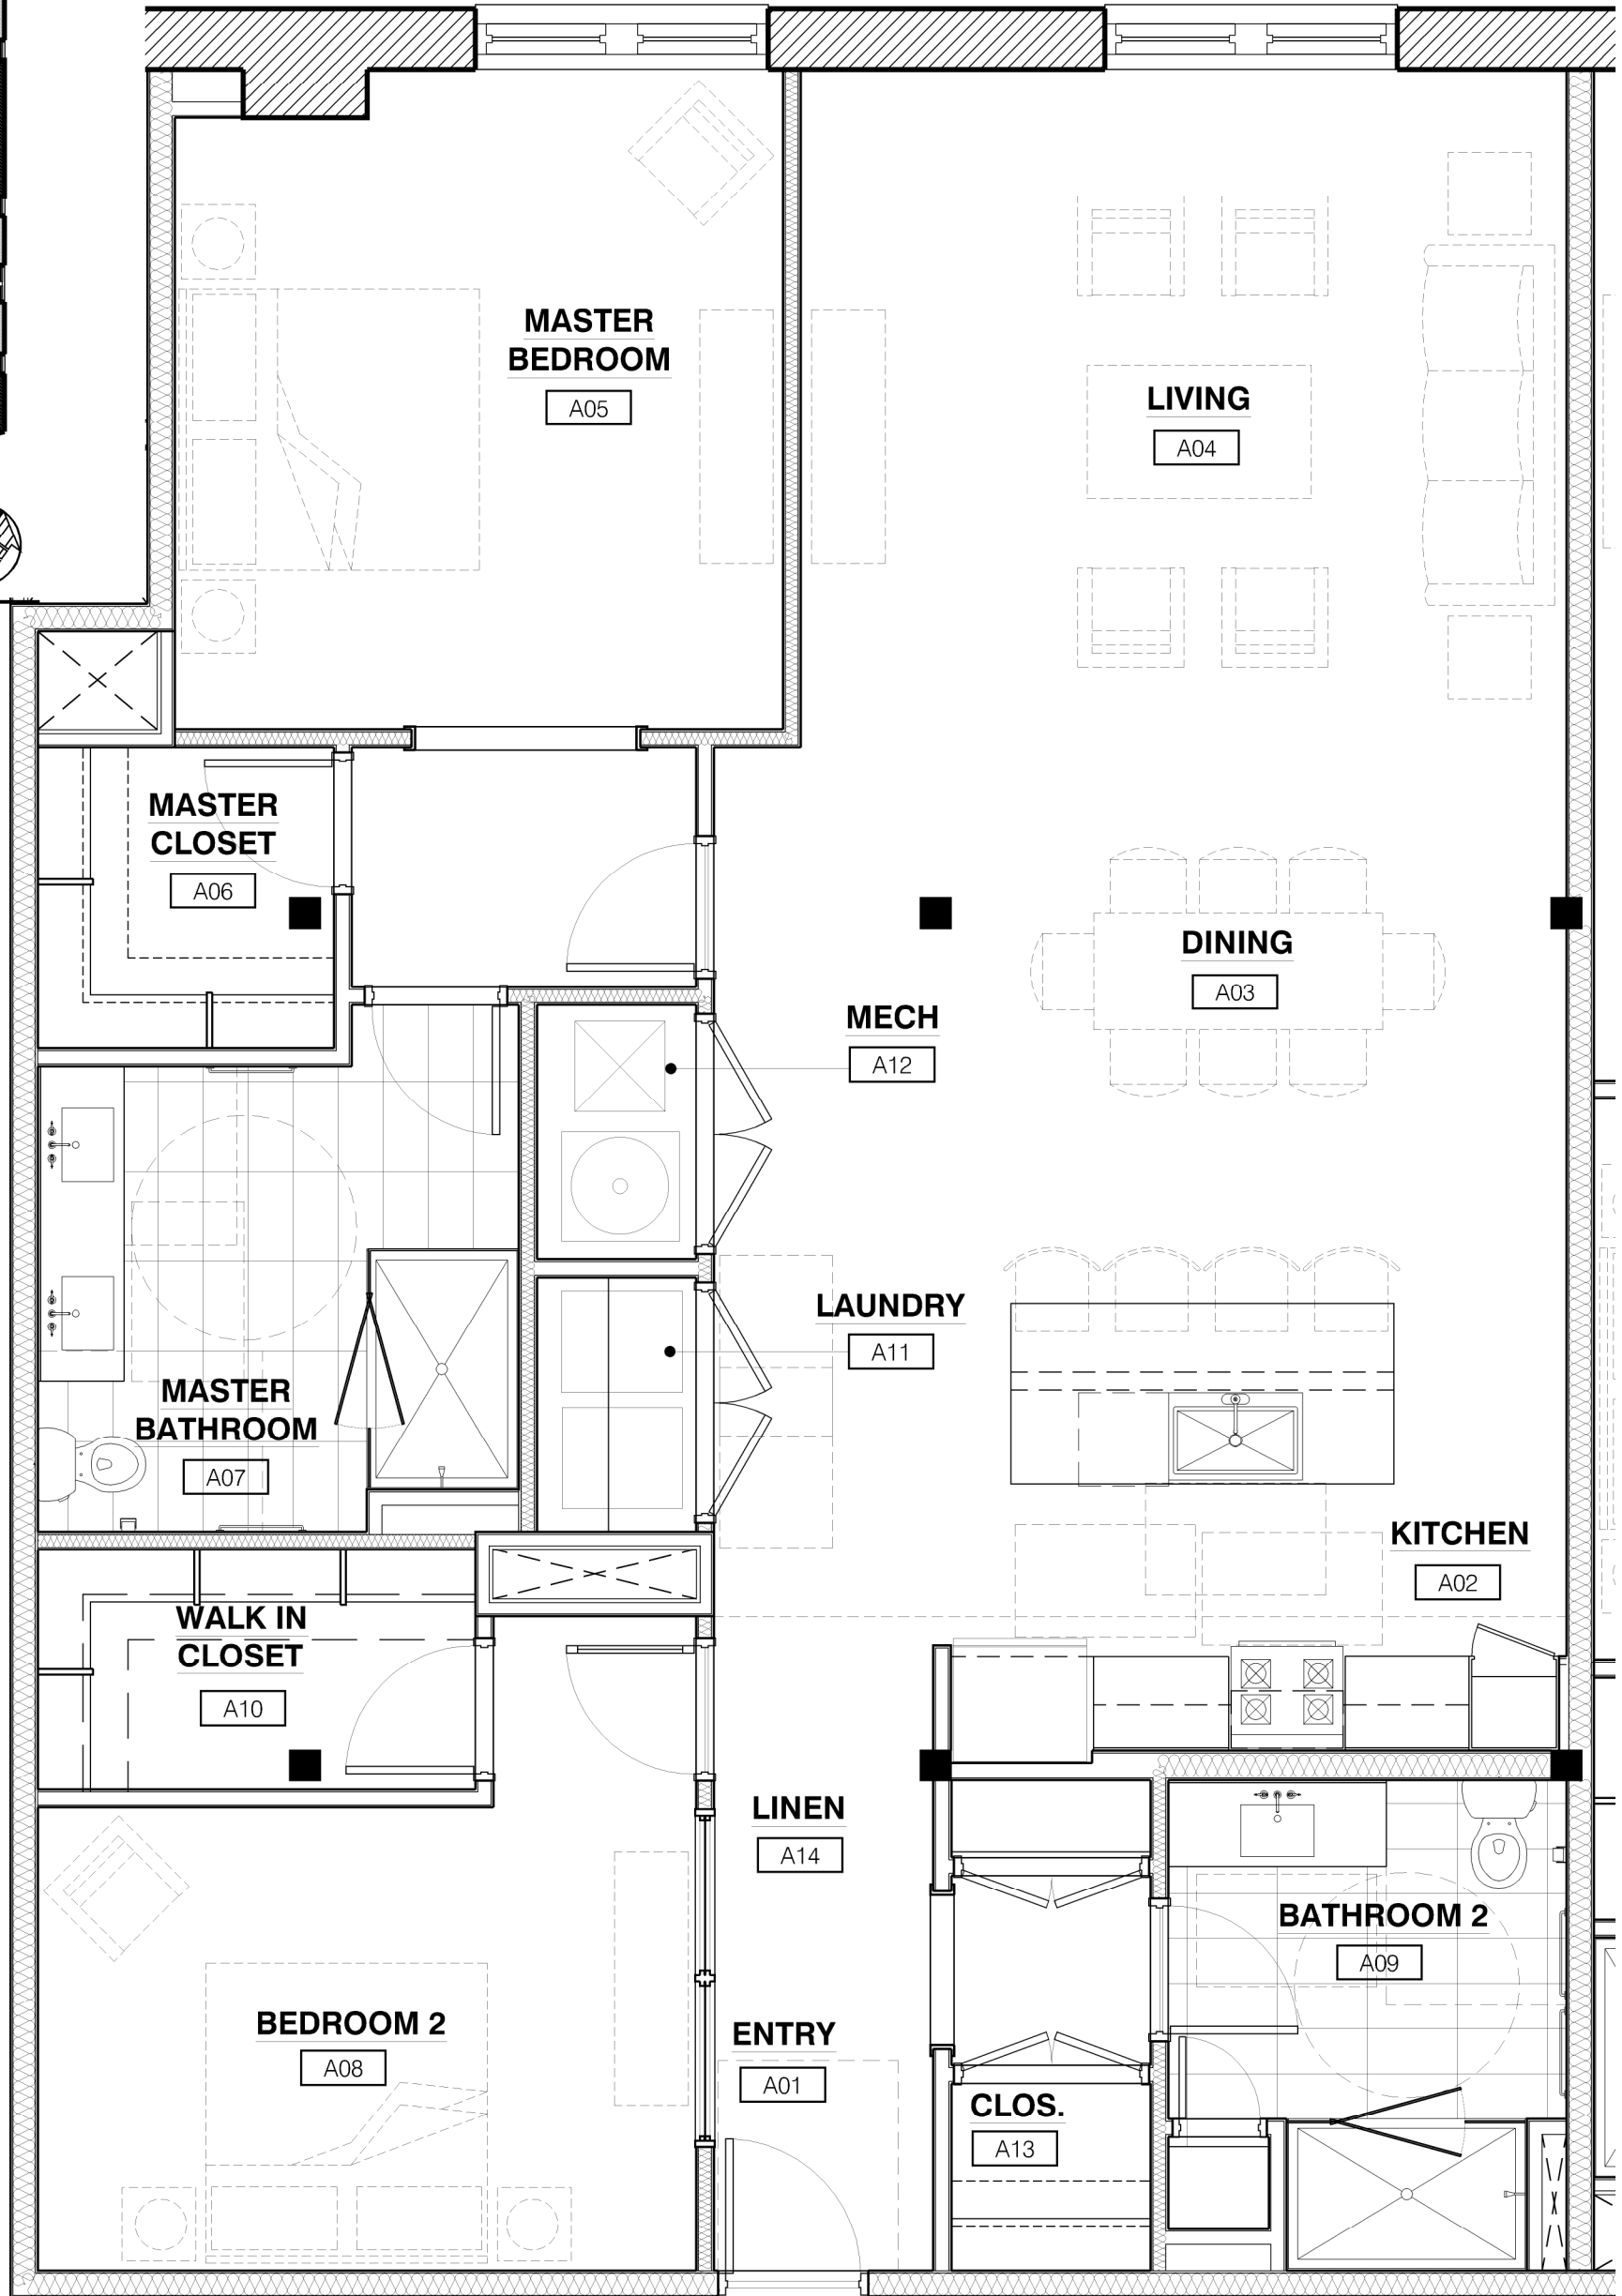 MASTER
BEDROOM
A05
LIVING
A04
MASTER
CLOSET
A06
DINING
A03
MECH
A12
LAUNDRY
A11
MASTER
BATHROOM
A07
KITCHEN
A02
WALK IN
CLOSET
A10
LINEN
A14
BATHROOM 2
A09
BEDROOM 2
A08
ENTRY
A01
CLOS.
A13